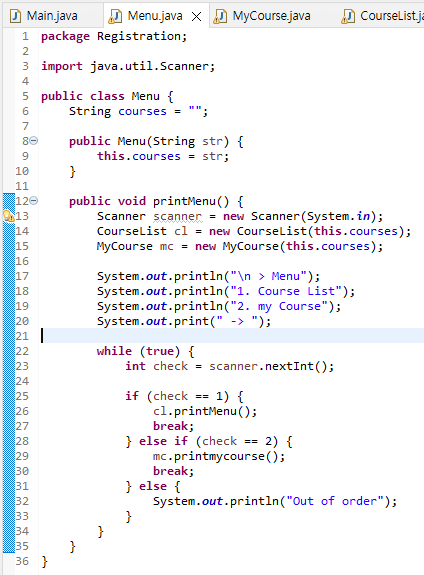 Main.java Menu.java MyCourse.java CourseList.ja
1 package Registration;
2
3 import java.util.Scanner;
4
5 public class Menu {
6 String courses = "";
7
8 public Menu(String str) {
9 this.courses = str;
10 }
11
12 public void printMenu() {
13 Scanner scanner = new Scanner(System.in);
14 CourseList cl = new CourseList(this.courses);
15 MyCourse mc = new MyCourse(this.courses);
16
17 System.out.println("\n > Menu");
18 System.out.println("1. Course List");
19 System.out.println("2. my Course");
20 System.out.print(" -> ");
21
22 while (true) {
23 int check = scanner.nextInt();
24
25 if (check == 1) {
26 cl.printMenu();
27 break;
28 } else if (check == 2) {
29 mc.printmycourse();
30 break;
31 } else {
32 System.out.println("Out of order");
33 }
34 }
35 }
36 }